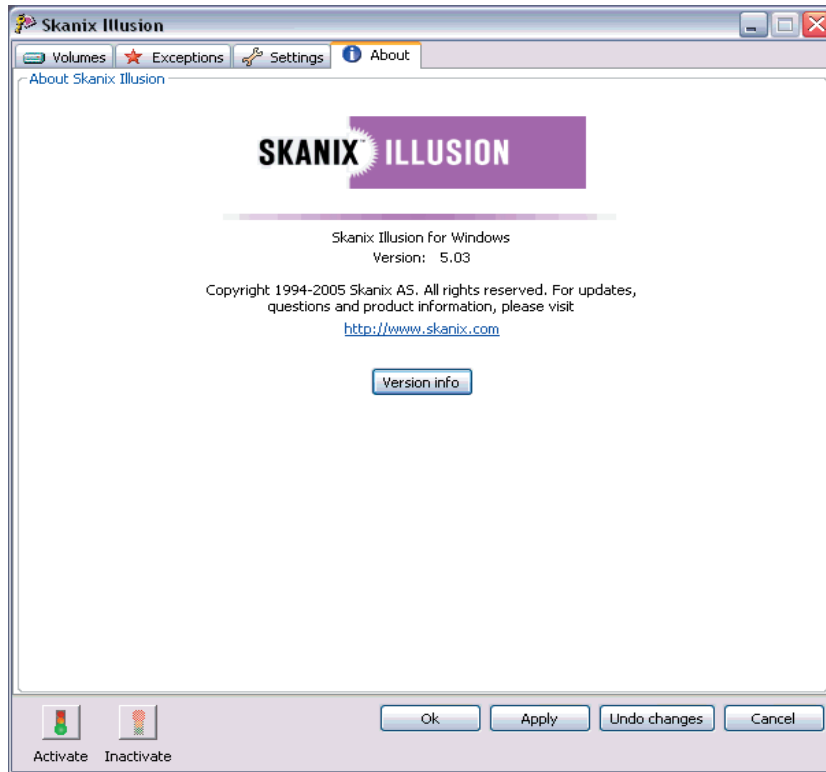 Skanix Illusion
Volumes Exceptions Settings About
About Skanix Illusion
SKANIX™ ILLUSION
Skanix Illusion for Windows
Version: 5.03
Copyright 1994-2005 Skanix AS. All rights reserved. For updates,
questions and product information, please visit
http://www.skanix.com
Version info
Ok Apply Undo changes Cancel
Activate Inactivate